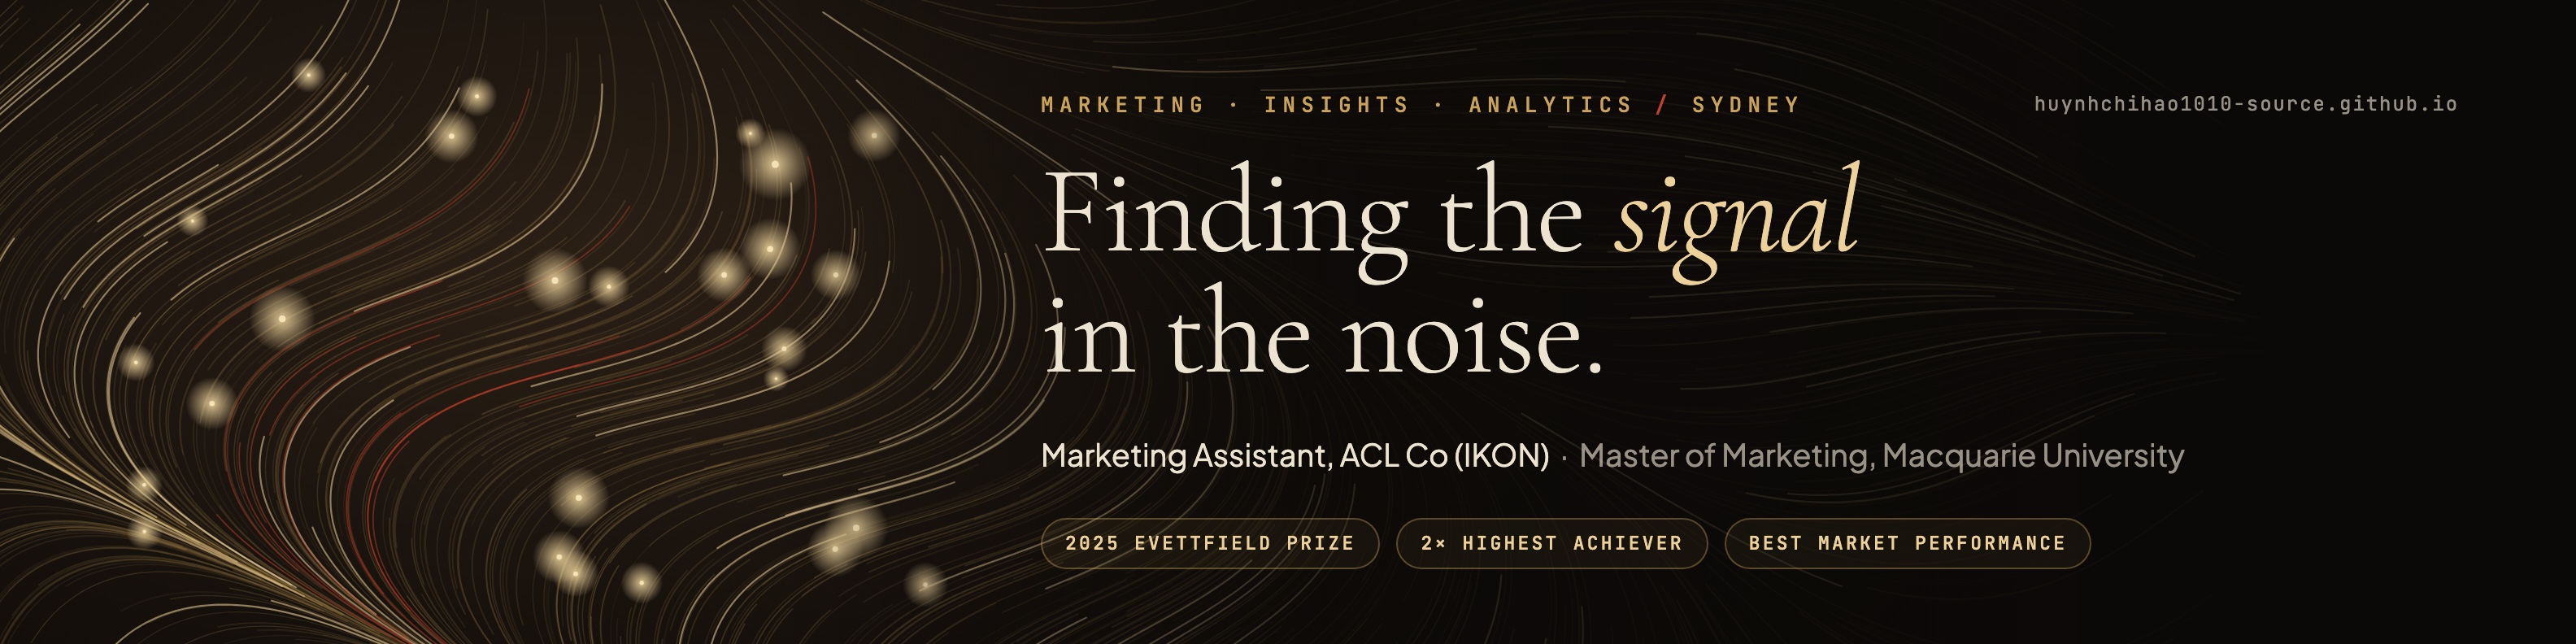 MARKETING · INSIGHTS · ANALYTICS / SYDNEY
huynhchihao1010-source.github.io
Finding the signal
in the noise.
Marketing Assistant, ACL Co (IKON) · Master of Marketing, Macquarie University
2025 EVETTFIELD PRIZE
2× HIGHEST ACHIEVER
BEST MARKET PERFORMANCE